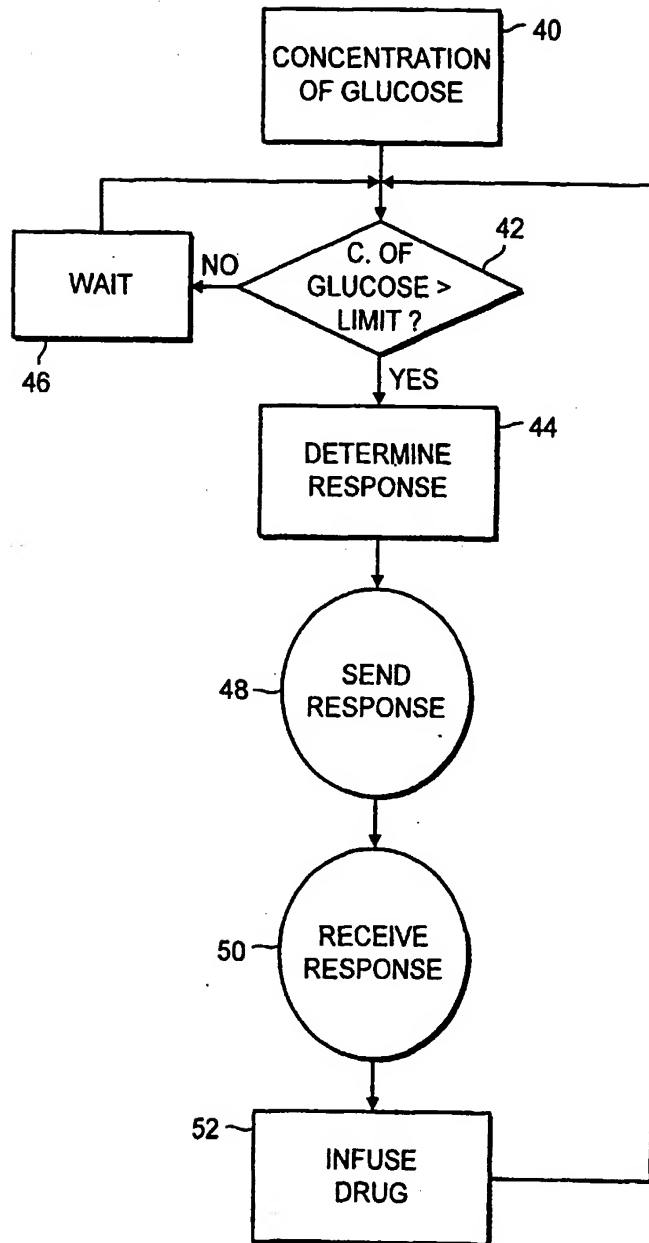 40
CONCENTRATION
OF GLUCOSE
42
C. OF
GLUCOSE >
LIMIT ?
NO
WAIT
46
YES
44
DETERMINE
RESPONSE
48
SEND
RESPONSE
50
RECEIVE
RESPONSE
52
INFUSE
DRUG